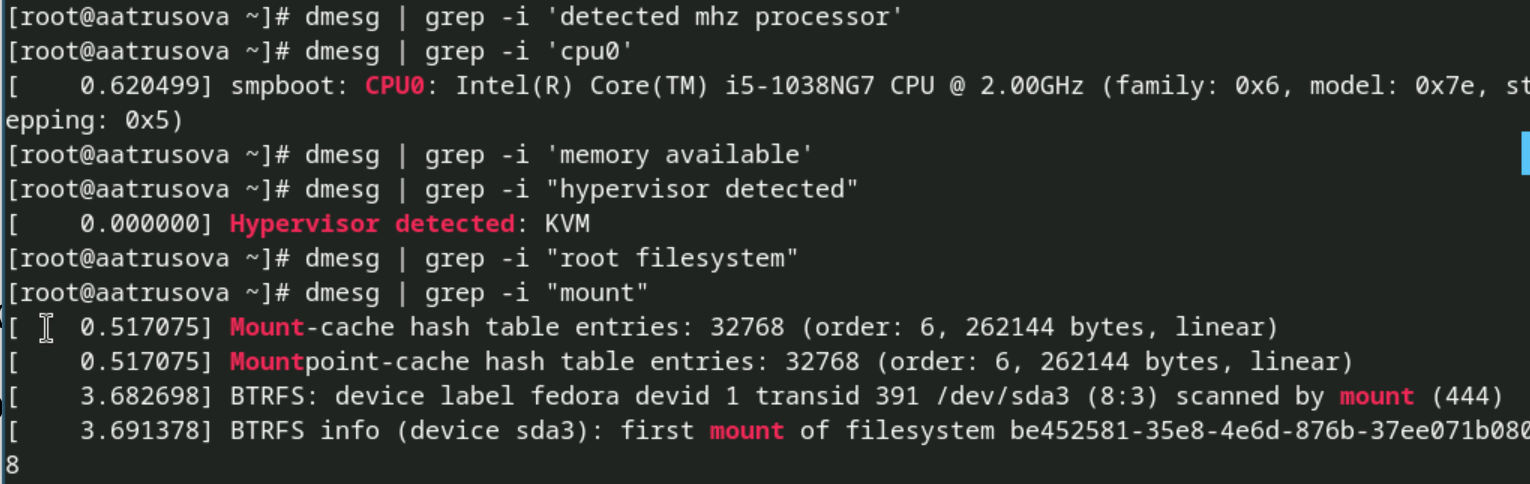 [root@aatrusova ~]# dmesg | grep -i 'detected mhz processor'
[root@aatrusova ~]# dmesg | grep -i 'cpu0'
[    0.620499] smpboot: CPU0: Intel(R) Core(TM) i5-1038NG7 CPU @ 2.00GHz (family: 0x6, model: 0x7e, st
epping: 0x5)
[root@aatrusova ~]# dmesg | grep -i 'memory available'
[root@aatrusova ~]# dmesg | grep -i "hypervisor detected"
[    0.000000] Hypervisor detected: KVM
[root@aatrusova ~]# dmesg | grep -i "root filesystem"
[root@aatrusova ~]# dmesg | grep -i "mount"
[    0.517075] Mount-cache hash table entries: 32768 (order: 6, 262144 bytes, linear)
[    0.517075] Mountpoint-cache hash table entries: 32768 (order: 6, 262144 bytes, linear)
[    3.682698] BTRFS: device label fedora devid 1 transid 391 /dev/sda3 (8:3) scanned by mount (444)
[    3.691378] BTRFS info (device sda3): first mount of filesystem be452581-35e8-4e6d-876b-37ee071b080
8